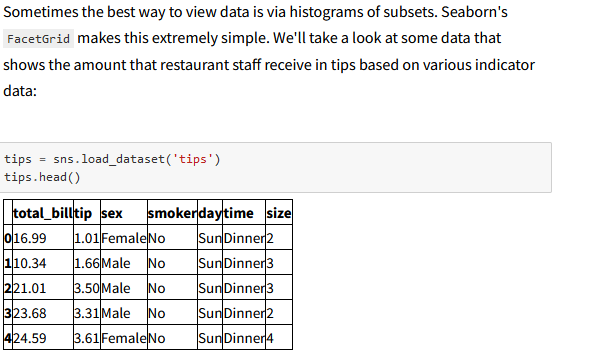 Sometimes the best way to view data is via histograms of subsets. Seaborn's
FacetGrid makes this extremely simple. We'll take a look at some data that
shows the amount that restaurant staff receive in tips based on various indicator
data:
tips = sns.load_dataset('tips')
tips.head()
total_bill tip sex smoker day time size
0 16.99 1.01 Female No Sun Dinner 2
1 10.34 1.66 Male No Sun Dinner 3
2 21.01 3.50 Male No Sun Dinner 3
3 23.68 3.31 Male No Sun Dinner 2
4 24.59 3.61 Female No Sun Dinner 4